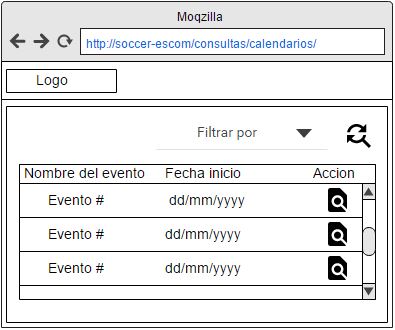 Moqzilla
http://soccer-escom/consultas/calendarios/
Logo
Filtrar por
Nombre del evento Fecha inicio Accion
Evento # dd/mm/yyyy
Evento # dd/mm/yyyy
Evento # dd/mm/yyyy